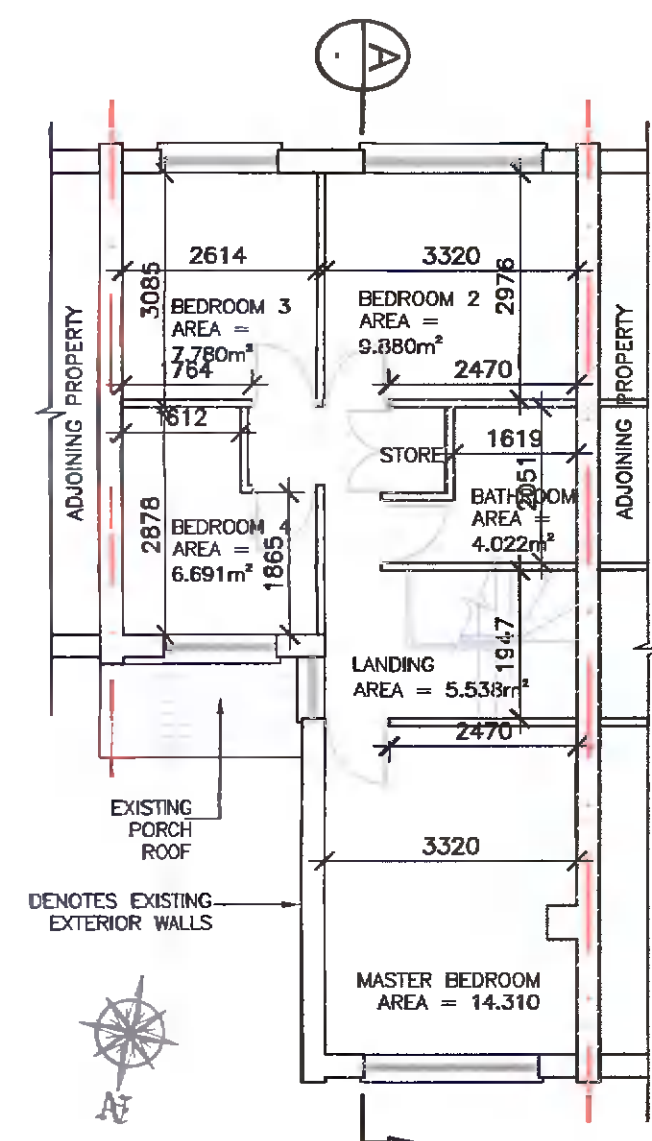 A
2614
3320
3085
2976
BEDROOM 3
AREA =
7.780m²
764
BEDROOM 2
AREA =
9.880m²
2470
ADJOINING PROPERTY
ADJOINING PROPERTY
612
STORE
1619
2051
BATHROOM
AREA =
4.022m²
2878
BEDROOM 4
AREA =
6.691m²
1865
1947
LANDING
AREA = 5.538m²
2470
EXISTING
PORCH
ROOF
3320
DENOTES EXISTING
EXTERIOR WALLS
MASTER BEDROOM
AREA = 14.310